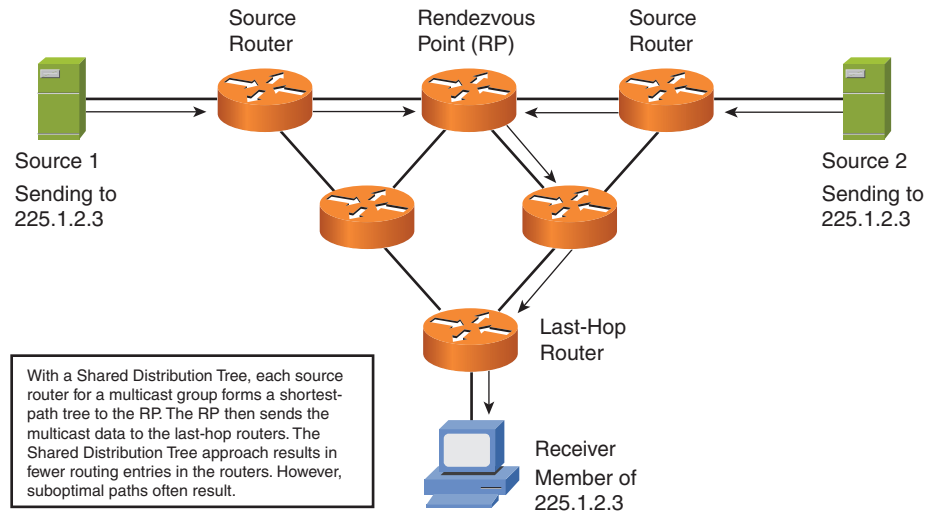 Source
Router
Rendezvous
Point (RP)
Source
Router
Source 1
Sending to
225.1.2.3
Source 2
Sending to
225.1.2.3
Last-Hop
Router
With a Shared Distribution Tree, each source
router for a multicast group forms a shortest-
path tree to the RP. The RP then sends the
multicast data to the last-hop routers. The
Shared Distribution Tree approach results in
fewer routing entries in the routers. However,
suboptimal paths often result.
Receiver
Member of
225.1.2.3